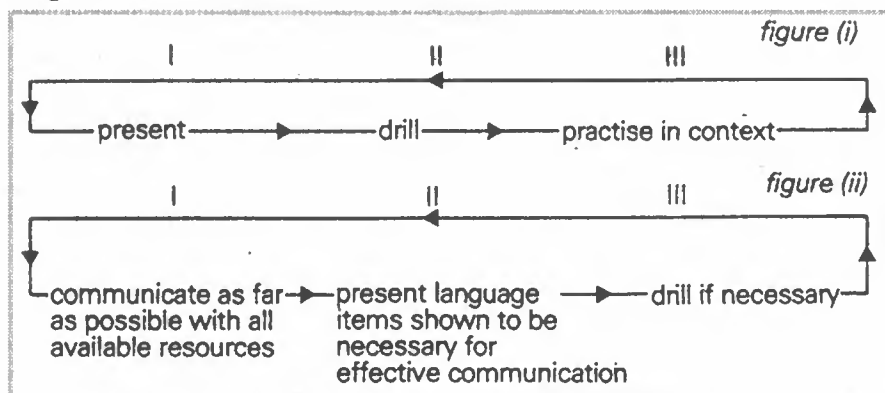 figure (i)
I II III
present drill practise in context
figure (ii)
I II III
communicate as far present language drill if necessary
as possible with all items shown to be
available resources necessary for
effective communication